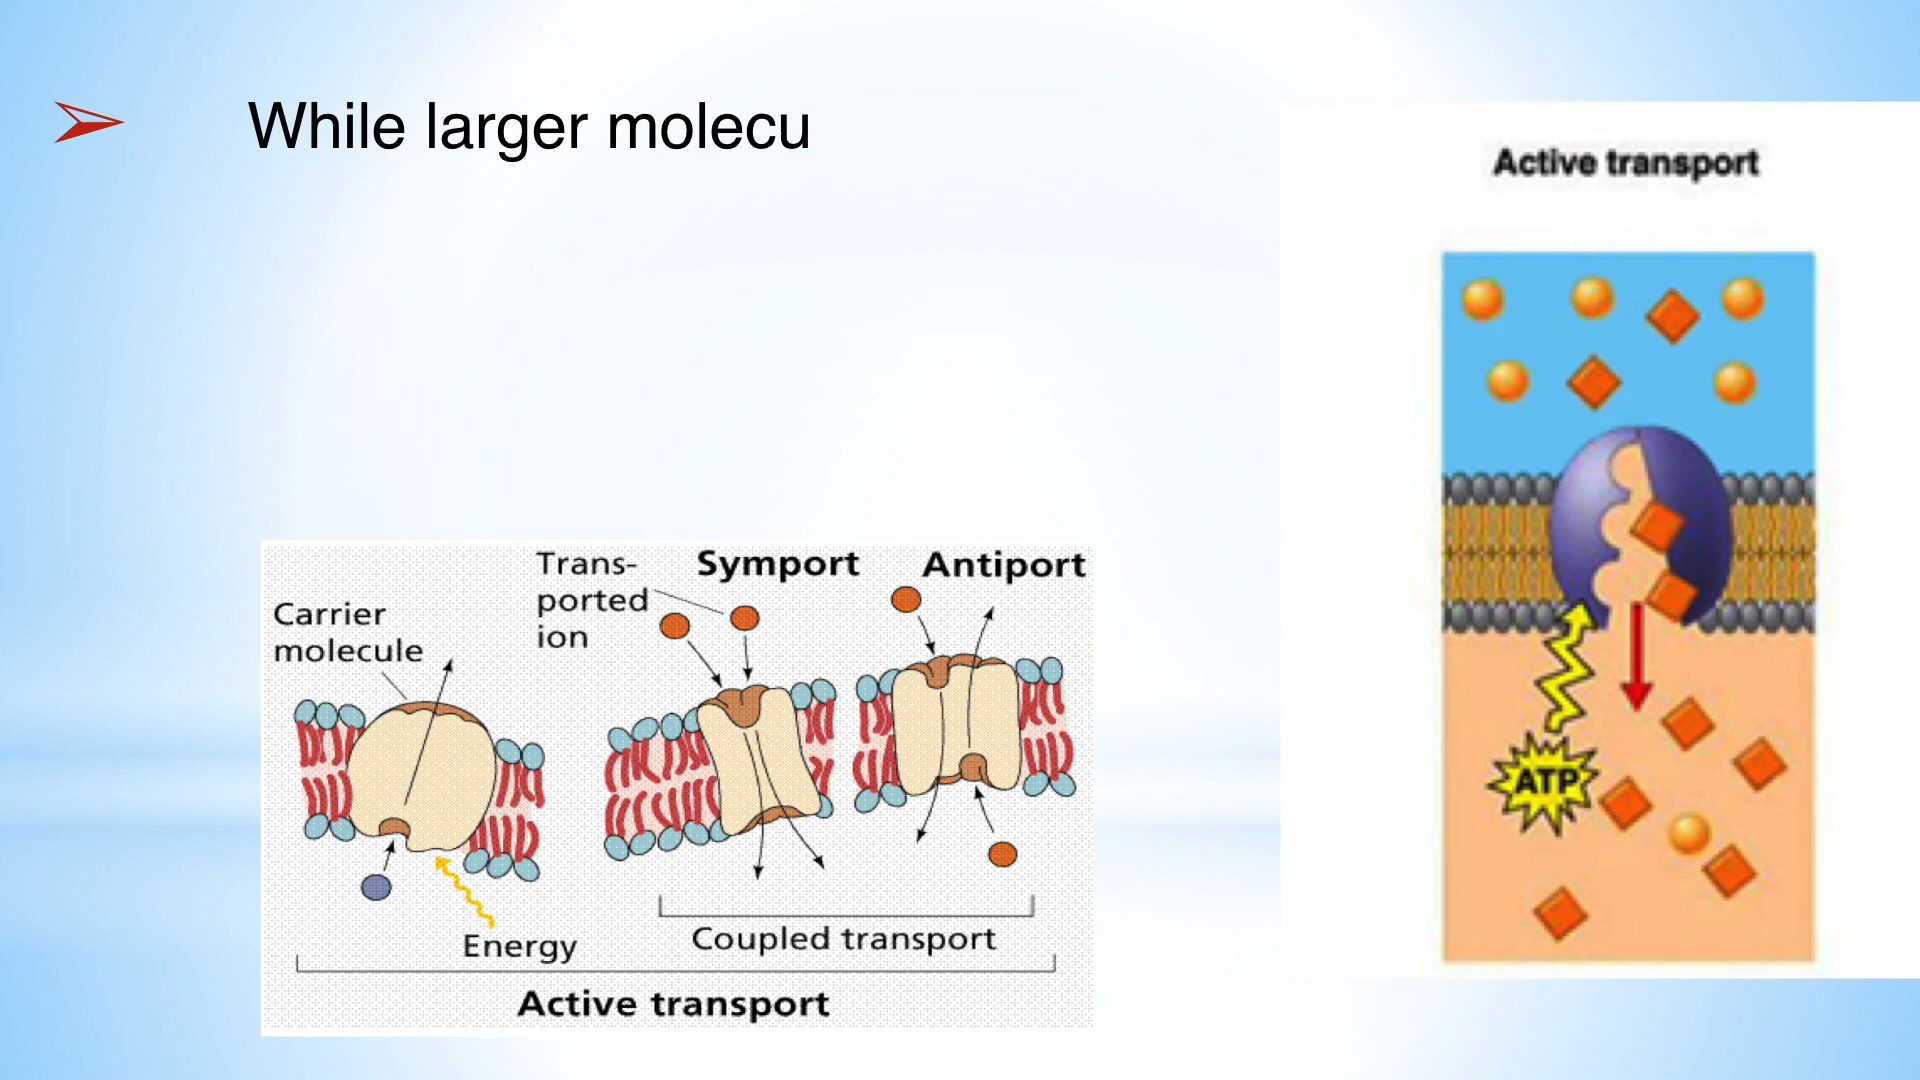 While larger molecu
Active transport
Trans-
ported
ion
Symport
Antiport
Carrier
molecule
Energy
Coupled transport
Active transport
ATP